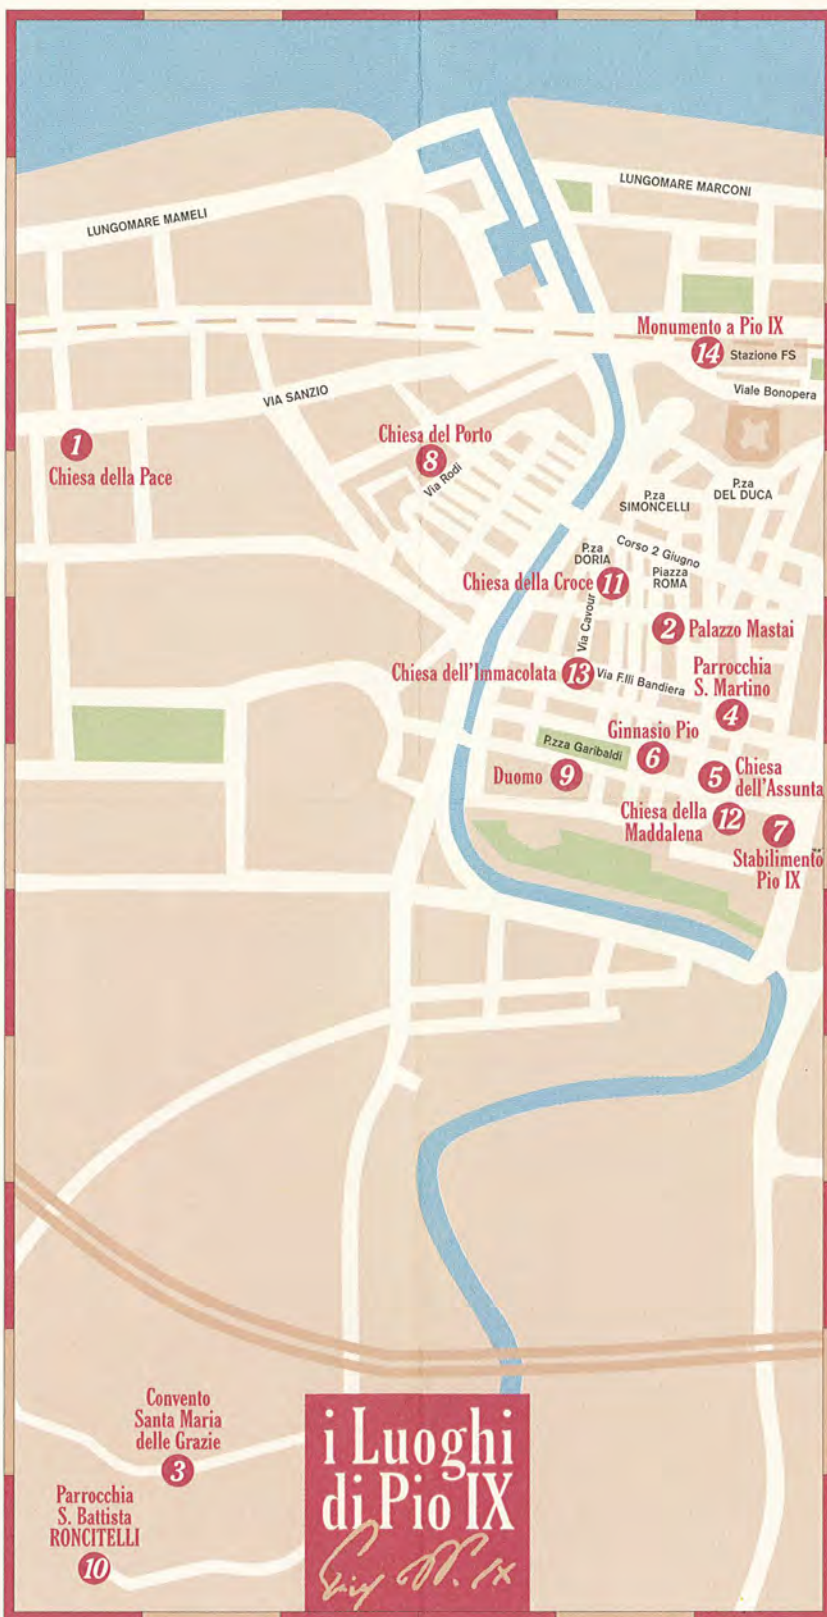 LUNGOMARE MARCONI
LUNGOMARE MAMELI
Monumento a Pio IX
14
Stazione FS
Viale Bonopera
VIA SANZIO
1
Chiesa della Pace
Chiesa del Porto
8
Via Rodi
P.za
SIMONCELLI
P.za
DEL DUCA
Corso 2 Giugno
P.za
DORIA
Piazza
ROMA
Chiesa della Croce
11
Via Cavour
2
Palazzo Mastai
Chiesa dell'Immacolata
13
Via F.lli Bandiera
Parrocchia
S. Martino
4
Ginnasio Pio
6
P.zza Garibaldi
Duomo
9
5
Chiesa
dell'Assunta
Chiesa della
Maddalena
12
7
Stabilimento
Pio IX
Convento
Santa Maria
delle Grazie
3
Parrocchia
S. Battista
RONCITELLI
10
i Luoghi
di Pio IX